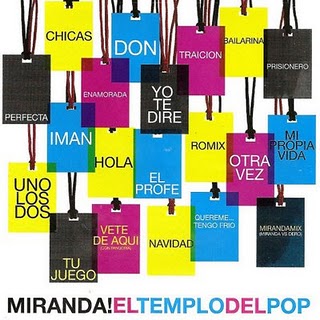 CHICAS
DON
TRAICION
BAILARINA
PRISIONERO
PERFECTA
ENAMORADA
YO
TE
DIRE
IMAN
HOLA
EL
PROFE
ROMIX
OTRA
VEZ
MI
PROPIA
VIDA
UNO
LOS
DOS
TU
JUEGO
VETE
DE AQUI
(CON FANGORIA)
NAVIDAD
QUEREME...
TENGO FRIO
MIRANDAMIX
(MIRANDA VS DERO)
MIRANDA!ELTEMPLODELPOP